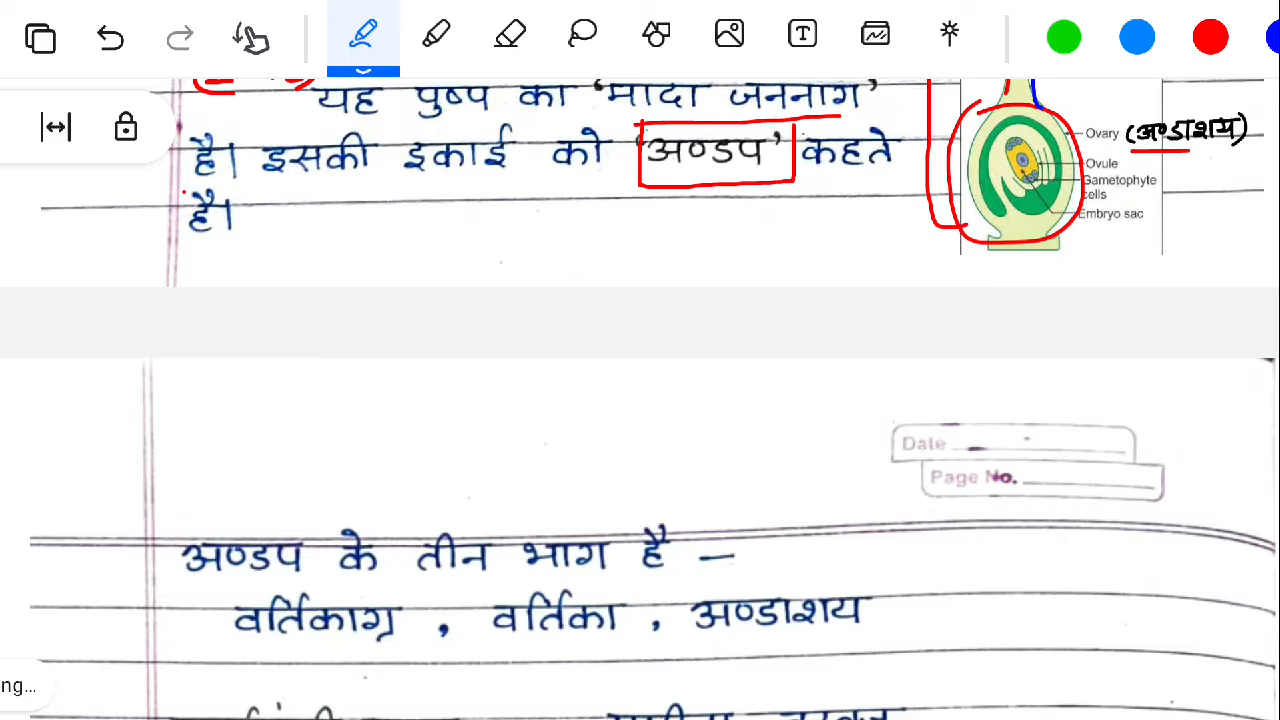 यह पुष्प का 'मादा जननाग'
है। इसकी इकाई को 'अण्डप' कहते
है।
Ovary (अण्डाशय)
Ovule
Gametophyte
cells
Embryo sac
Date
Page No.
अण्डप के तीन भाग है –
वर्तिकाग्र , वर्तिका , अण्डाशय
ng...